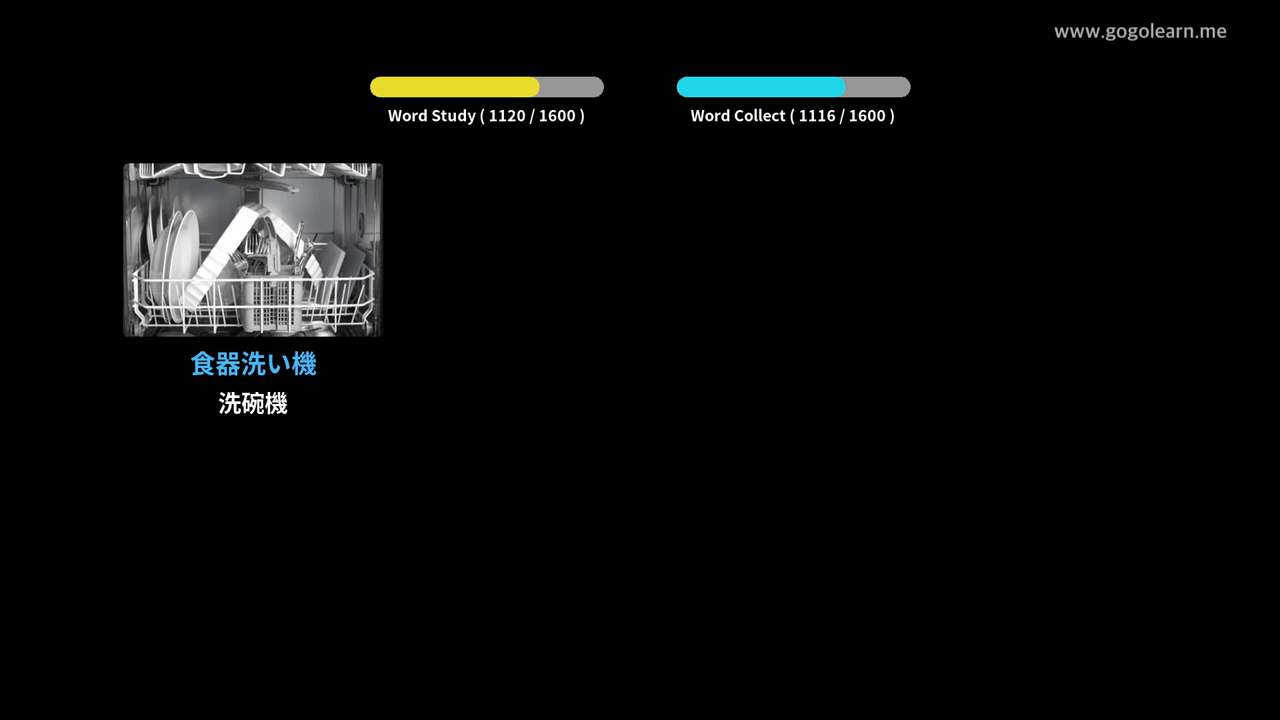 www.gogolearn.me
Word Study ( 1120 / 1600 )
Word Collect ( 1116 / 1600 )
食器洗い機
洗碗機